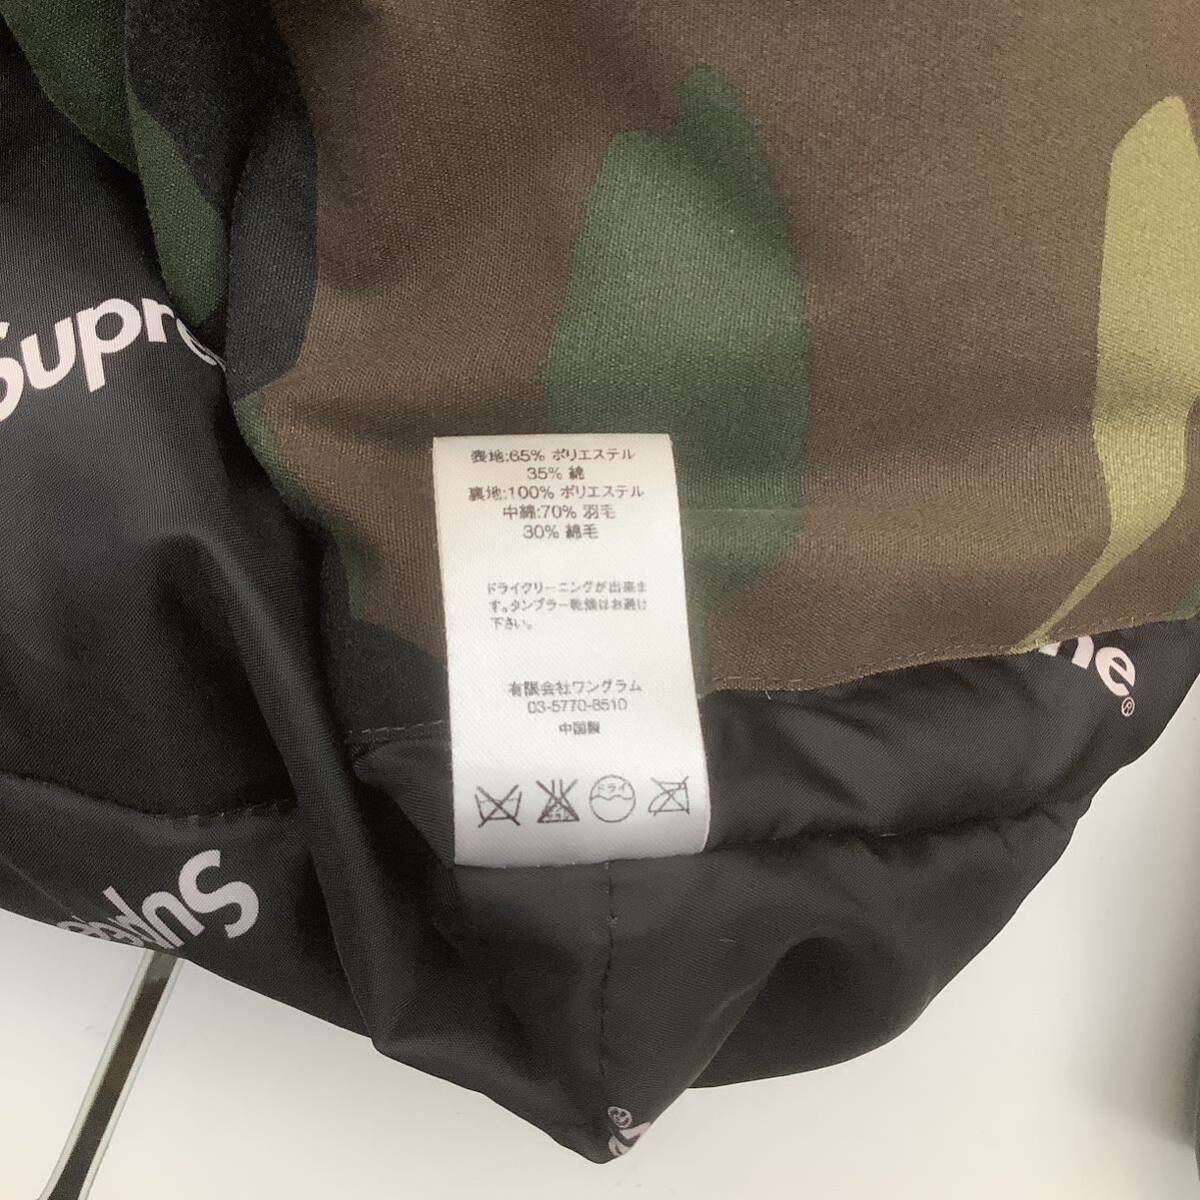 Supre
表地:65% ポリエステル
35% 綿
裏地:100% ポリエステル
中綿:70% 羽毛
30% 綿毛
ドライクリーニングが出来ま
す。タンブラー乾燥はお避け
下さい。
有限会社ワングラム
03-5770-8510
中国製
ドライ
me®
Supre